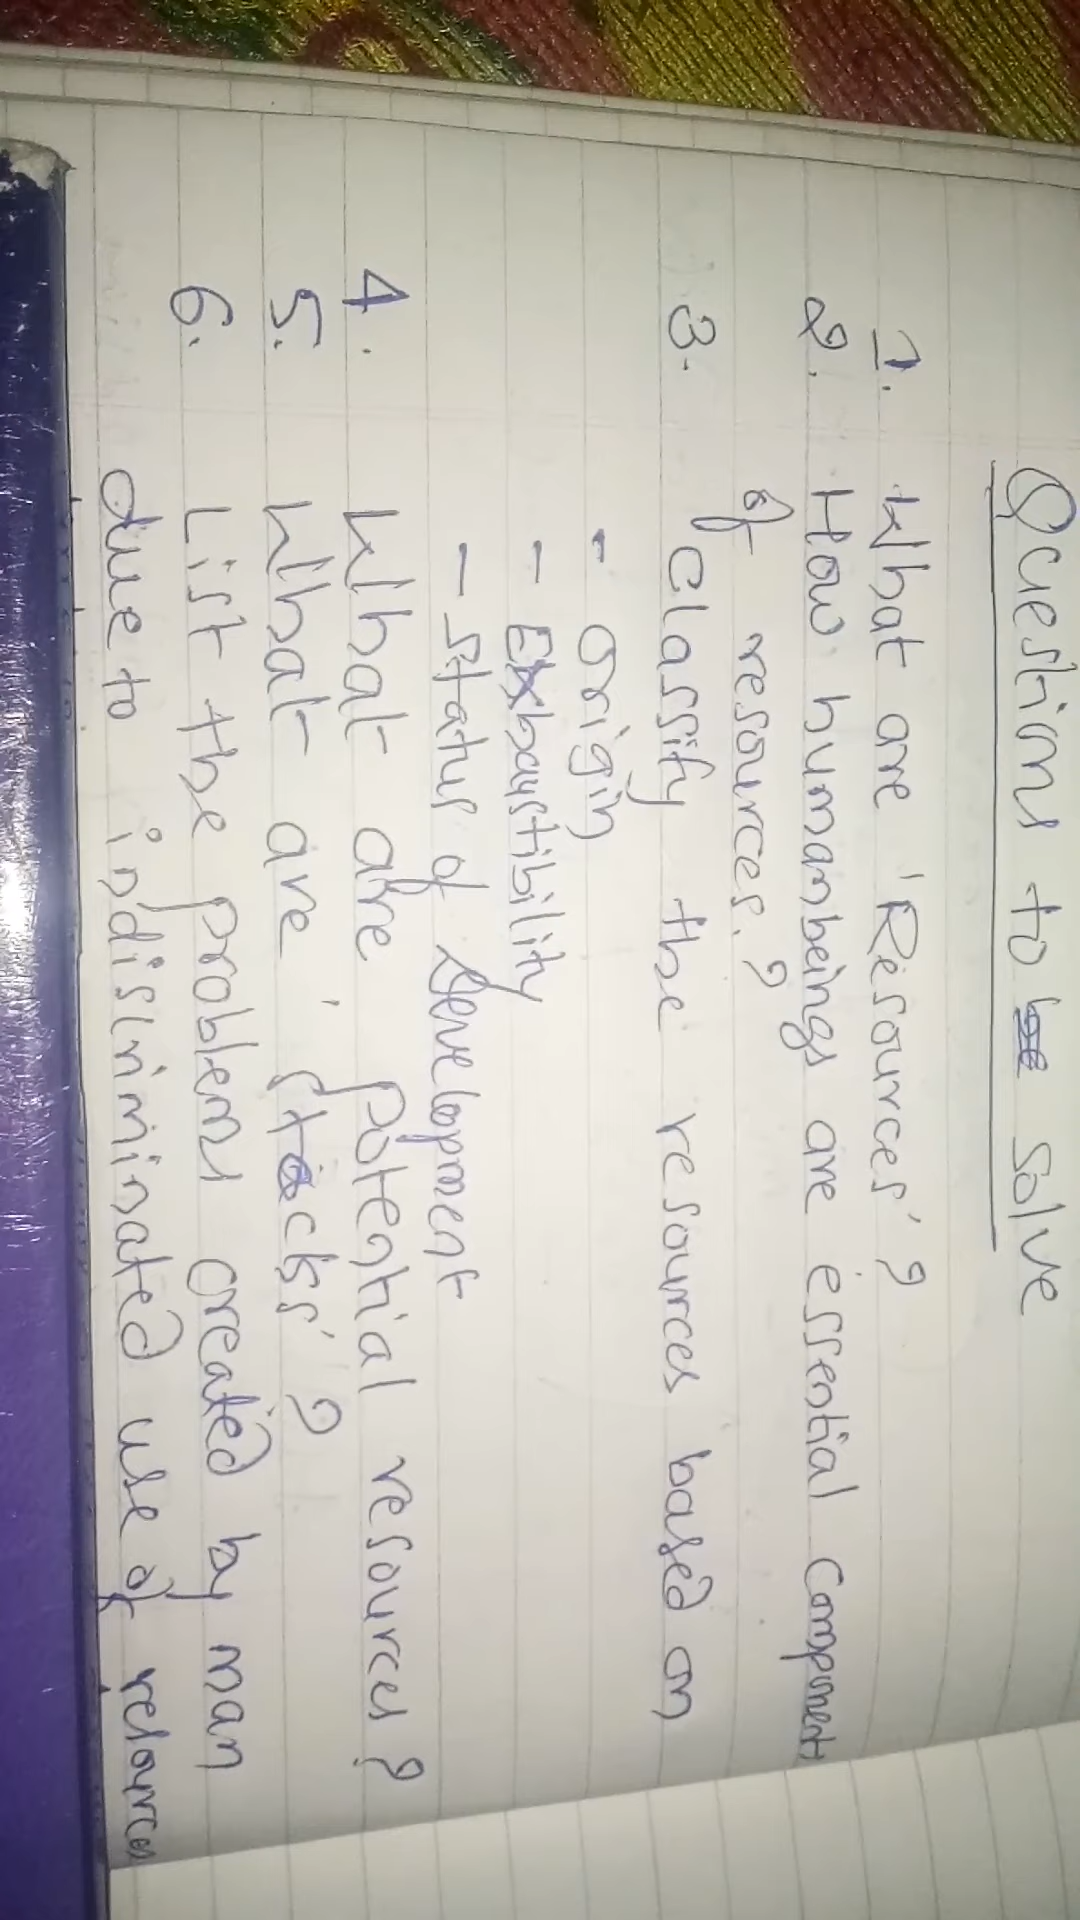 Questions to be solve
1. What are 'Resources'?
2. How humanbeings are essential components
of resources.?
3. Classify the resources based on
- Origin
- Exhaustibility
- Status of Development
4. What are Potential resources?
5. What are 'Stocks'?
6. List the problems created by man
due to indiscriminated use of resources